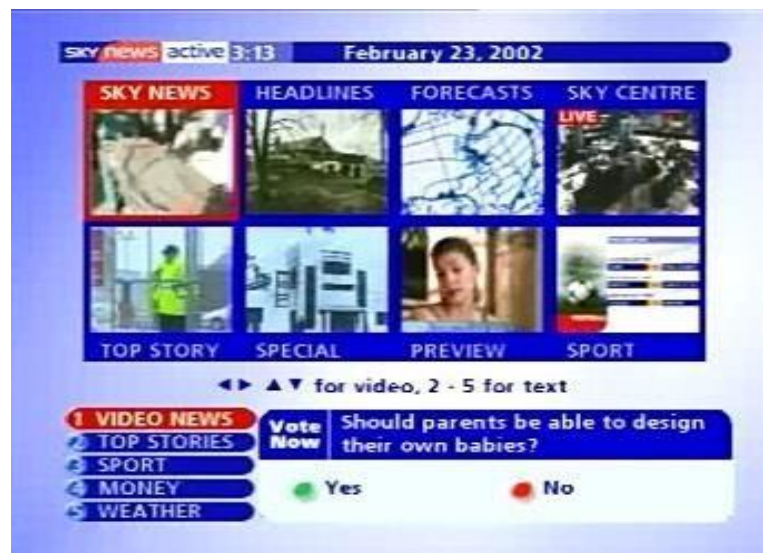 sky news active 3:13 February 23, 2002
SKY NEWS HEADLINES FORECASTS SKY CENTRE
LIVE
TOP STORY SPECIAL PREVIEW SPORT
◄► ▲▼ for video, 2 - 5 for text
1 VIDEO NEWS
2 TOP STORIES
3 SPORT
4 MONEY
5 WEATHER
Vote Now
Should parents be able to design
their own babies?
Yes No